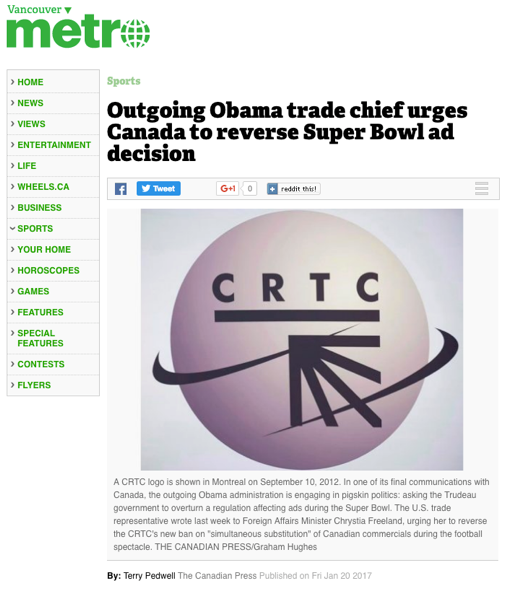 Vancouver ▼
metro
HOME
NEWS
VIEWS
ENTERTAINMENT
LIFE
WHEELS.CA
BUSINESS
SPORTS
YOUR HOME
HOROSCOPES
GAMES
FEATURES
SPECIAL
FEATURES
CONTESTS
FLYERS
Sports
Outgoing Obama trade chief urges
Canada to reverse Super Bowl ad
decision
f Tweet G+1 0 reddit this!
CRTC
A CRTC logo is shown in Montreal on September 10, 2012. In one of its final communications with
Canada, the outgoing Obama administration is engaging in pigskin politics: asking the Trudeau
government to overturn a regulation affecting ads during the Super Bowl. The U.S. trade
representative wrote last week to Foreign Affairs Minister Chrystia Freeland, urging her to reverse
the CRTC's new ban on "simultaneous substitution" of Canadian commercials during the football
spectacle. THE CANADIAN PRESS/Graham Hughes
By: Terry Pedwell The Canadian Press Published on Fri Jan 20 2017